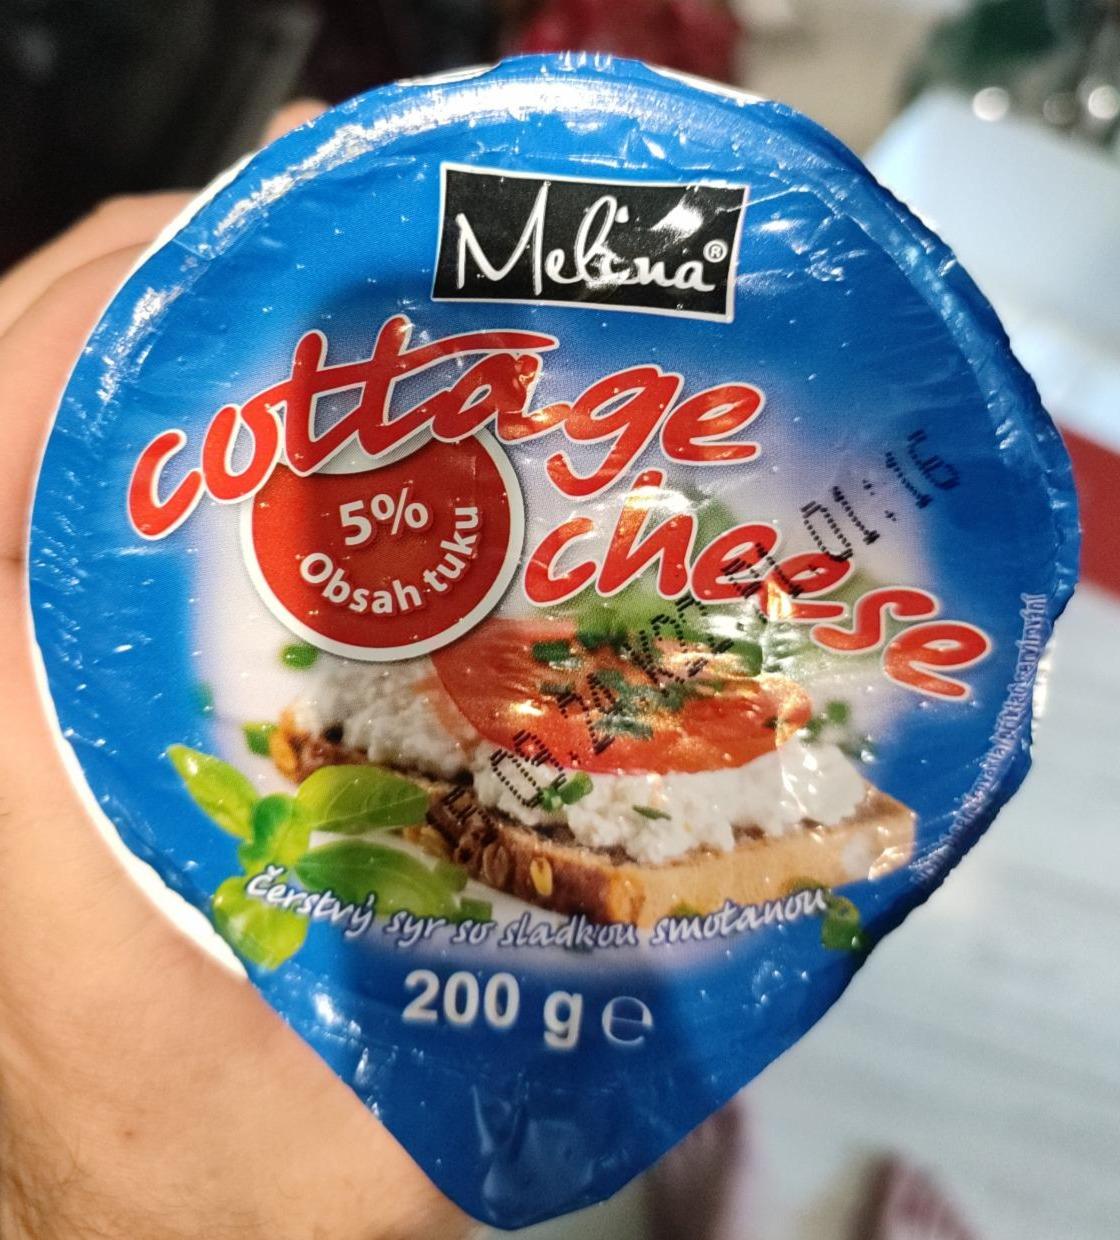 Melina®
cottage
cheese
5%
Obsah tuku
čerstvý syr so sladkou smotanou
200 g ℮